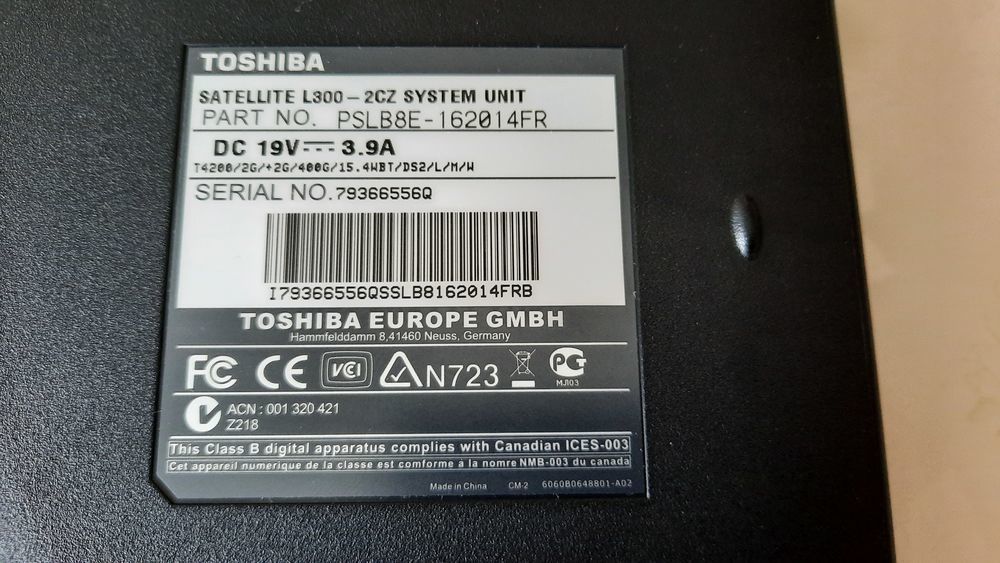 TOSHIBA
SATELLITE L300-2CZ SYSTEM UNIT
PART NO. PSLB8E-162014FR
DC 19V⎓3.9A
T4200/2G/+2G/400G/15.4WBT/DS2/L/M/W
SERIAL NO. 79366556Q
I79366556QSSLB8162014FRB
TOSHIBA EUROPE GMBH
Hammfelddamm 8,41460 Neuss, Germany
FC CE VCI N723 PG
МЛ03
ACN : 001 320 421
Z218
This Class B digital apparatus complies with Canadian ICES-003
Cet appareil numerique de la classe est conforme à la nomre NMB-003 du canada
Made in China CM-2 6060B0648801-A02